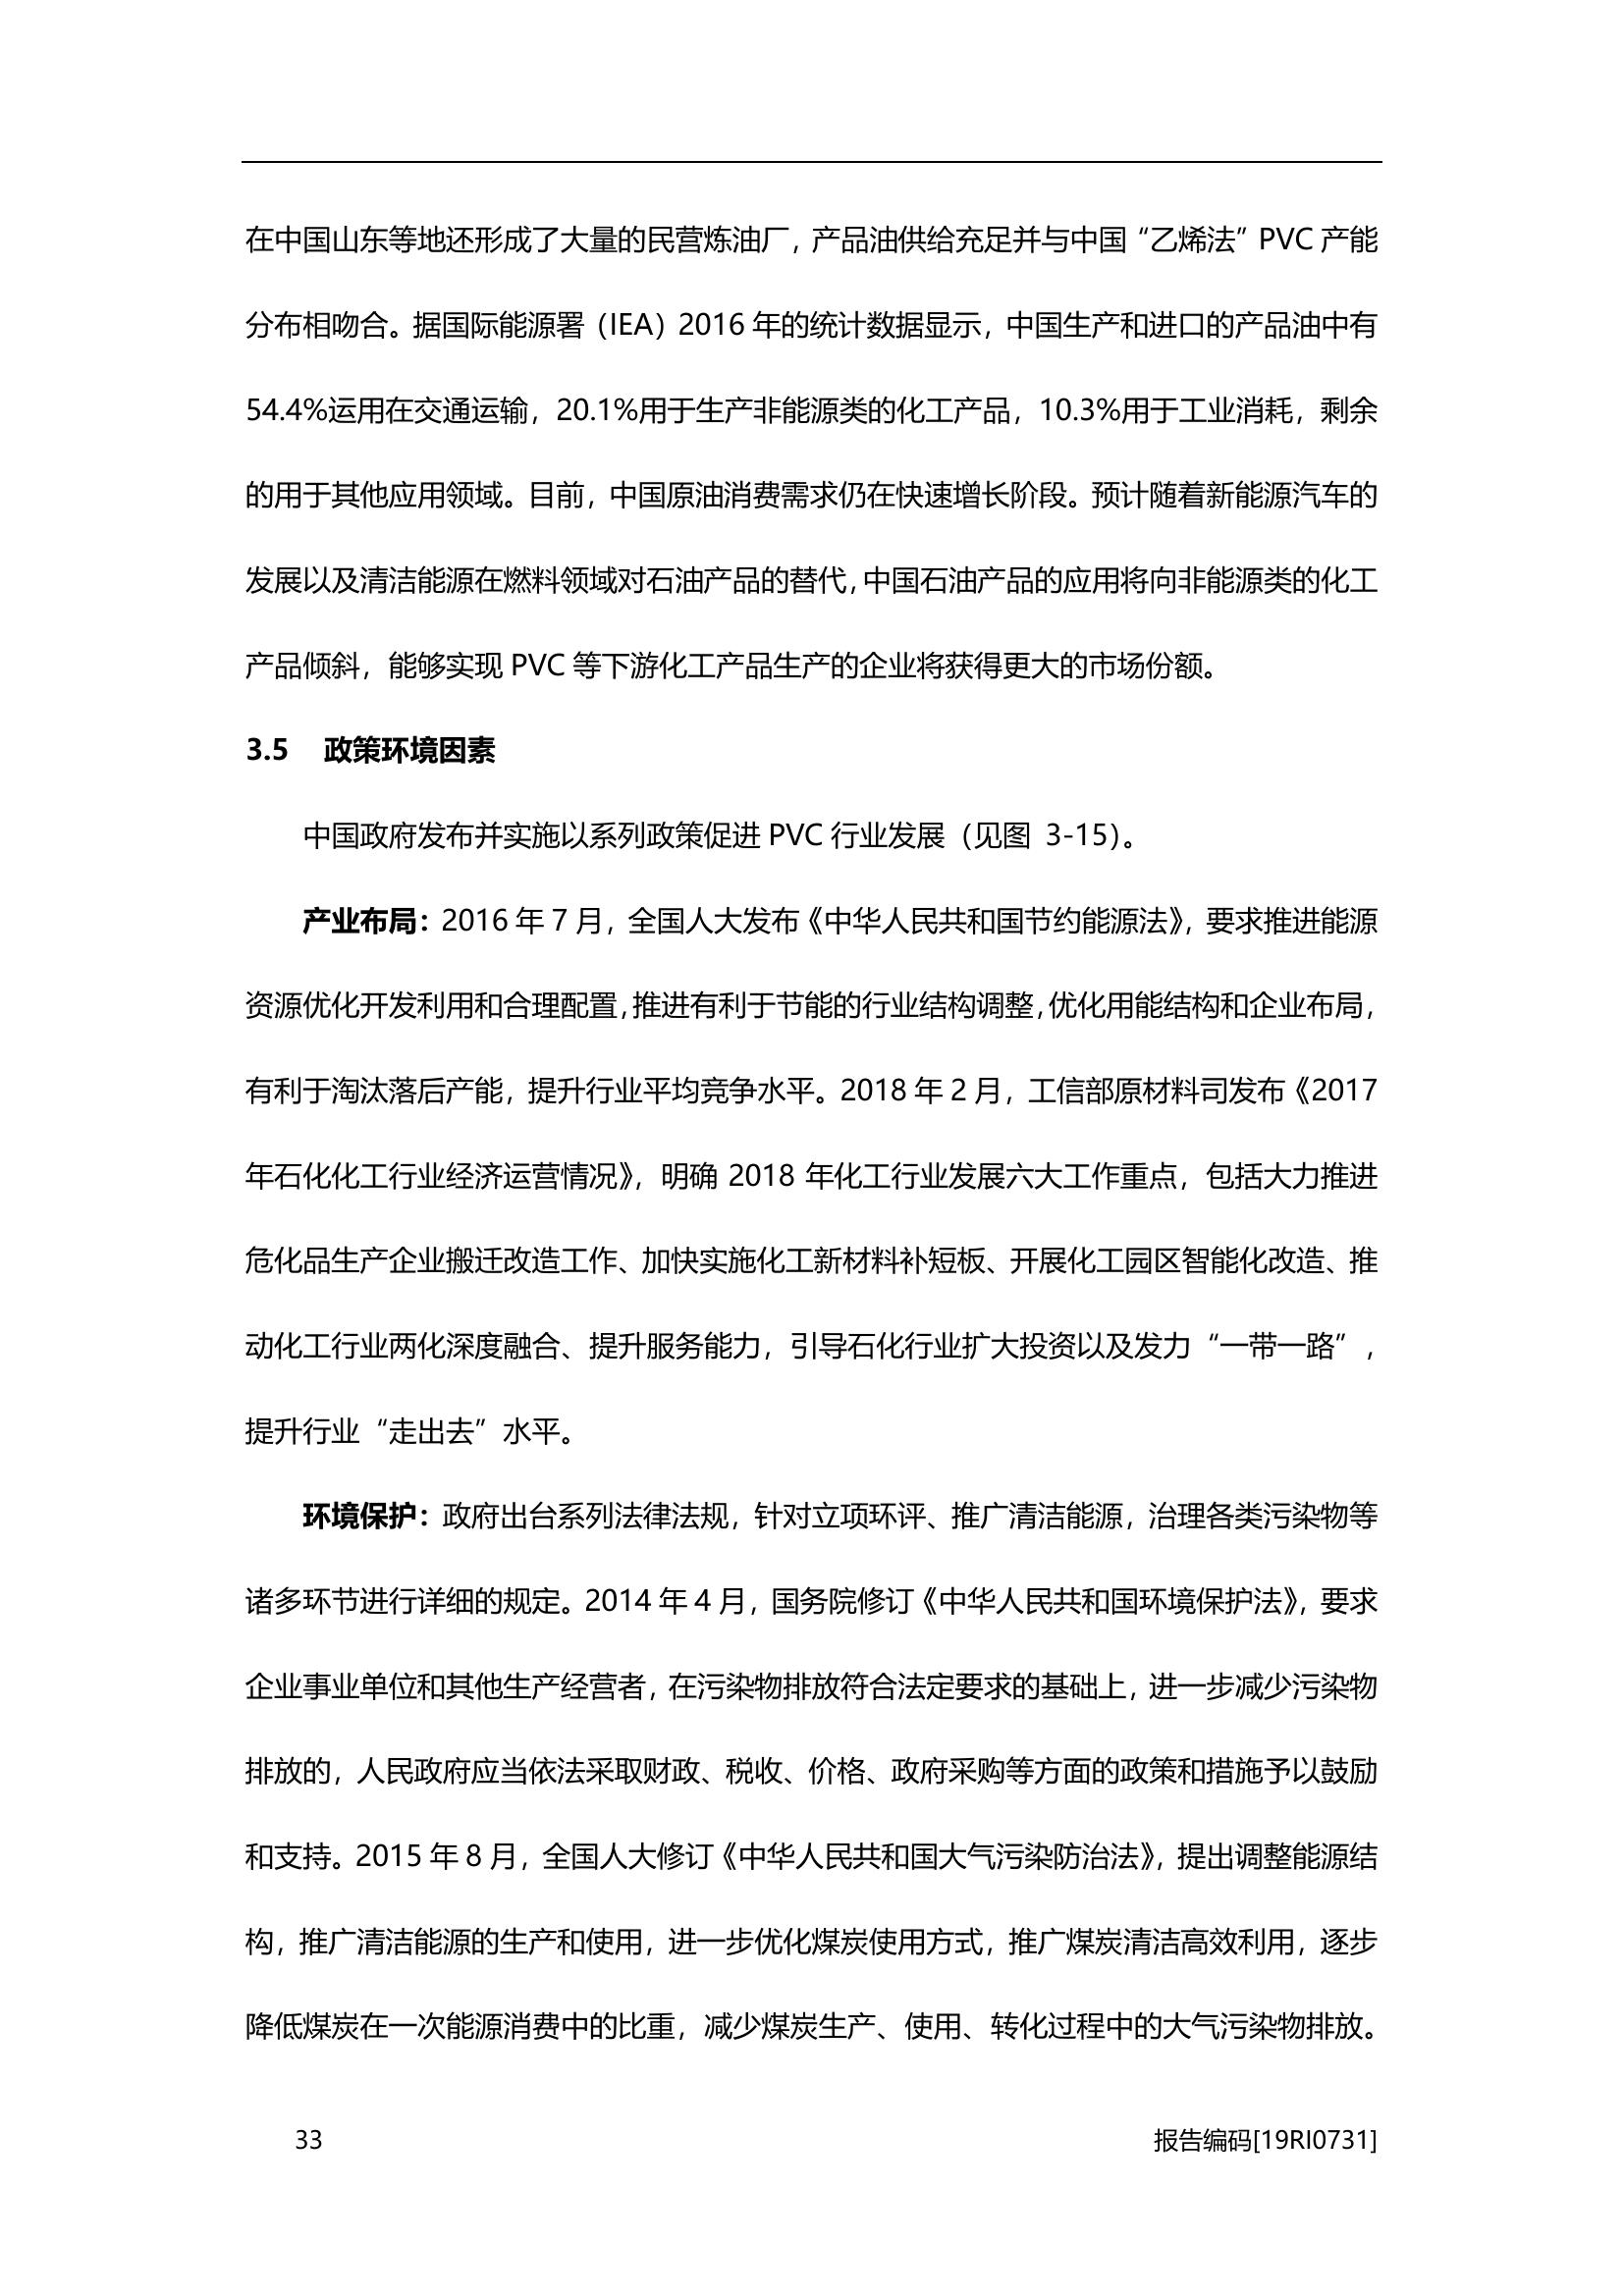 在中国山东等地还形成了大量的民营炼油厂，产品油供给充足并与中国“乙烯法”PVC 产能
分布相吻合。据国际能源署（IEA）2016 年的统计数据显示，中国生产和进口的产品油中有
54.4%运用在交通运输，20.1%用于生产非能源类的化工产品，10.3%用于工业消耗，剩余
的用于其他应用领域。目前，中国原油消费需求仍在快速增长阶段。预计随着新能源汽车的
发展以及清洁能源在燃料领域对石油产品的替代，中国石油产品的应用将向非能源类的化工
产品倾斜，能够实现 PVC 等下游化工产品生产的企业将获得更大的市场份额。
3.5 政策环境因素
中国政府发布并实施以系列政策促进 PVC 行业发展（见图 3-15）。
产业布局：2016 年 7 月，全国人大发布《中华人民共和国节约能源法》，要求推进能源
资源优化开发利用和合理配置，推进有利于节能的行业结构调整，优化用能结构和企业布局，
有利于淘汰落后产能，提升行业平均竞争水平。2018 年 2 月，工信部原材料司发布《2017
年石化化工行业经济运营情况》，明确 2018 年化工行业发展六大工作重点，包括大力推进
危化品生产企业搬迁改造工作、加快实施化工新材料补短板、开展化工园区智能化改造、推
动化工行业两化深度融合、提升服务能力，引导石化行业扩大投资以及发力“一带一路”，
提升行业“走出去”水平。
环境保护：政府出台系列法律法规，针对立项环评、推广清洁能源，治理各类污染物等
诸多环节进行详细的规定。2014 年 4 月，国务院修订《中华人民共和国环境保护法》，要求
企业事业单位和其他生产经营者，在污染物排放符合法定要求的基础上，进一步减少污染物
排放的，人民政府应当依法采取财政、税收、价格、政府采购等方面的政策和措施予以鼓励
和支持。2015 年 8 月，全国人大修订《中华人民共和国大气污染防治法》，提出调整能源结
构，推广清洁能源的生产和使用，进一步优化煤炭使用方式，推广煤炭清洁高效利用，逐步
降低煤炭在一次能源消费中的比重，减少煤炭生产、使用、转化过程中的大气污染物排放。
33 报告编码[19RI0731]